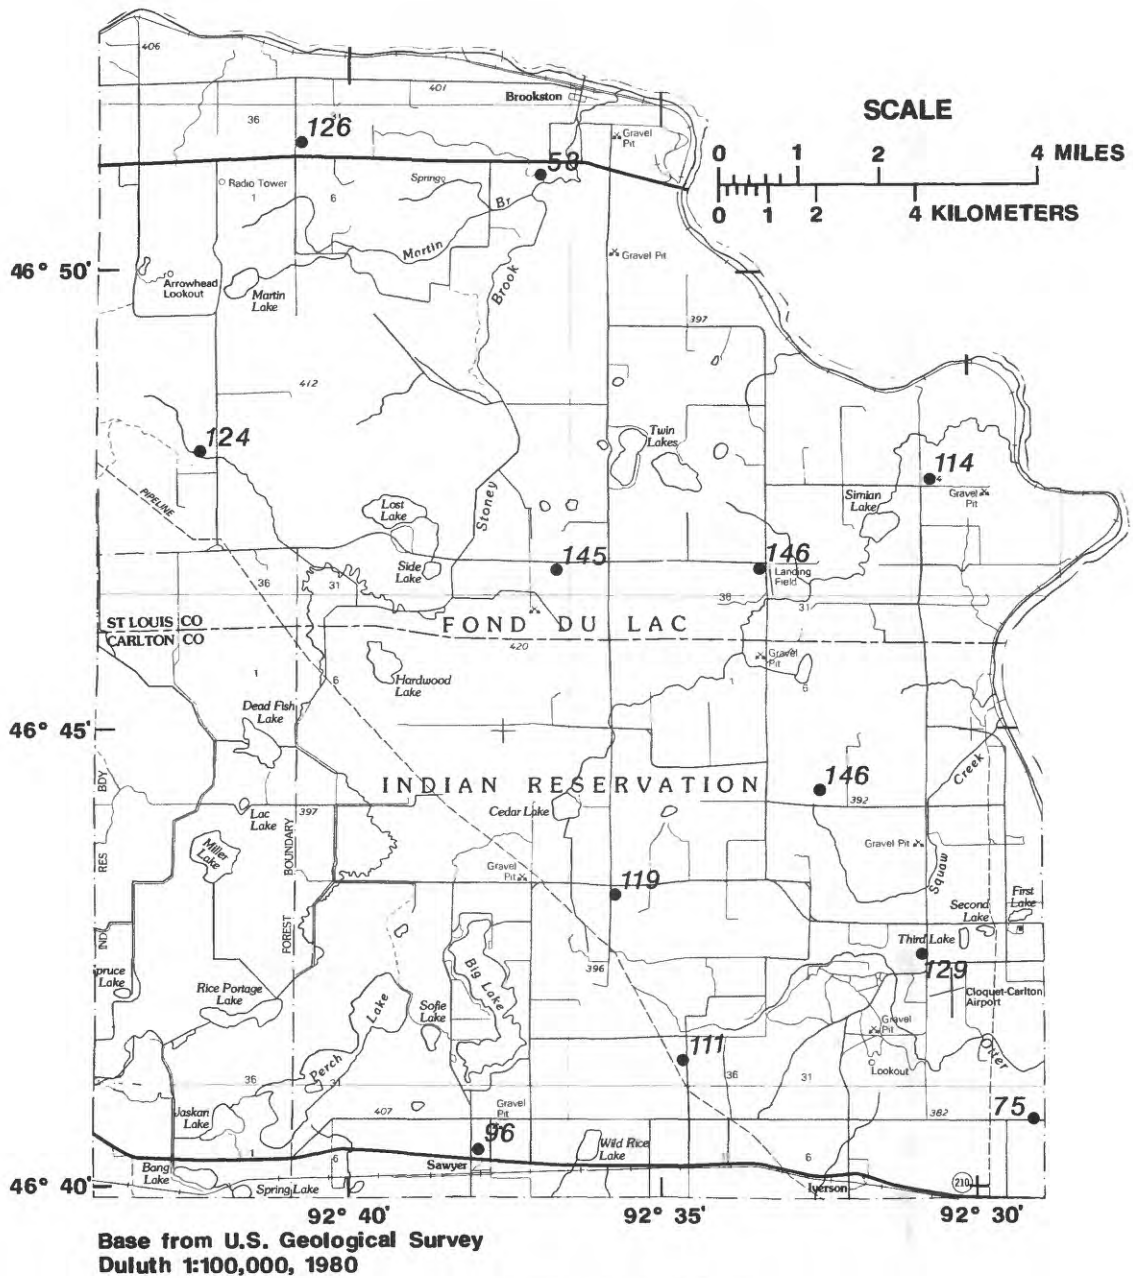 406
401
Brookston
SCALE
36
31
126
Gravel
Pit
0 1 2 4 MILES
Radio Tower
Springs
1
6
Br
0 1 2 4 KILOMETERS
Martin
46° 50'
Gravel Pit
Arrowhead
Lookout
Martin
Lake
Brook
397
412
124
Twin
Lakes
114
4
PIPELINE
Gravel
Pit
Simian
Lake
Lost
Lake
Stoney
145
146
Side
Lake
Landing
Field
36
31
36
31
ST LOUIS CO
CARLTON CO
FOND DU LAC
420
Gravel
Pit
1
6
Hardwood
Lake
1
6
Dead Fish
Lake
46° 45'
Creek
146
INDIAN RESERVATION
392
BDY
Cedar Lake
Lac
Lake
397
Miller
Lake
BOUNDARY
Gravel Pit
RES
Gravel
Pit
119
Squaw
First
Lake
Second
Lake
IND
FOREST
Third Lake
129
Big Lake
396
pruce
Lake
Rice Portage
Lake
Lake
Sofie
Lake
Cloquet-Carlton
Airport
Gravel
Pit
111
Otter
Perch
Lookout
36
31
36
31
Jaskan
Lake
407
Gravel
Pit
382
75
96
Wild Rice
Lake
1
6
1
6
Bang
Lake
Sawyer
Iverson
210
46° 40'
Spring Lake
92° 40'
92° 35'
92° 30'
Base from U.S. Geological Survey
Duluth 1:100,000, 1980